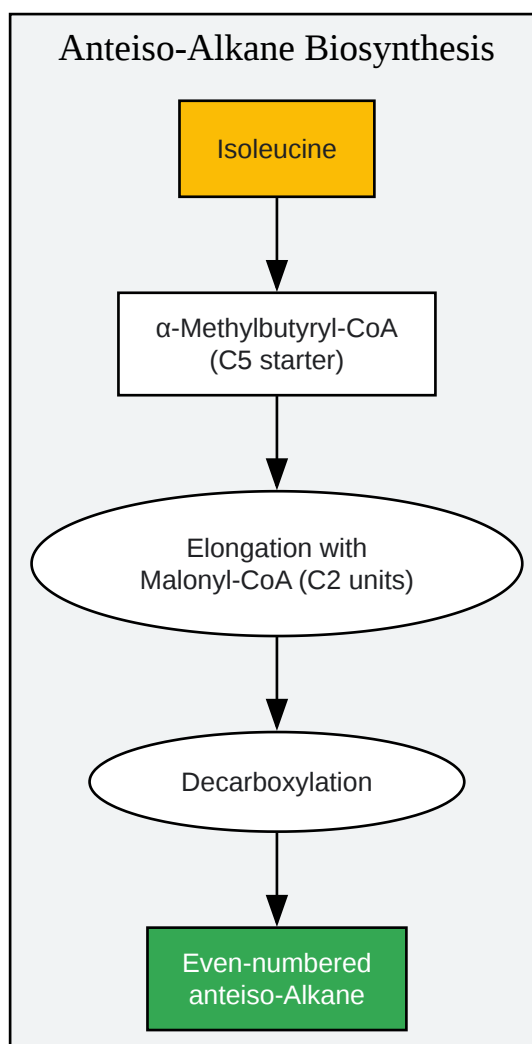 Anteiso-Alkane Biosynthesis
Isoleucine
α-Methylbutyryl-CoA
(C5 starter)
Elongation with
Malonyl-CoA (C2 units)
Decarboxylation
Even-numbered
anteiso-Alkane